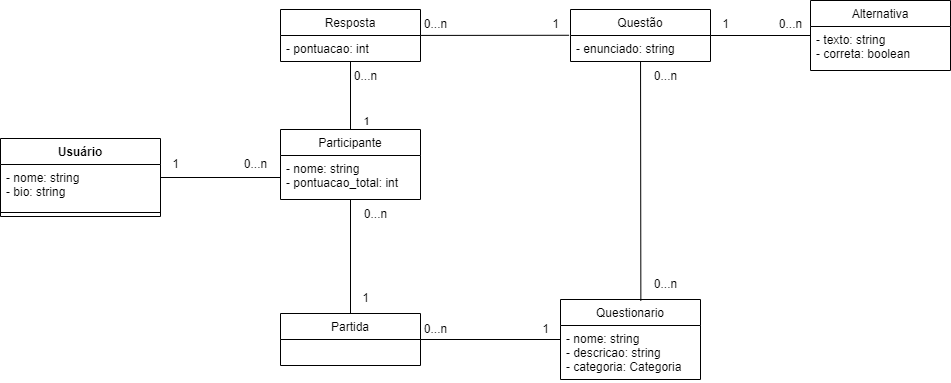 Resposta
- pontuacao: int
0...n
1
Questão
- enunciado: string
1
0...n
Alternativa
- texto: string
- correta: boolean
0...n
1
0...n
Usuário
- nome: string
- bio: string
1
0...n
Participante
- nome: string
- pontuacao_total: int
0...n
1
0...n
Partida
0...n
1
Questionario
- nome: string
- descricao: string
- categoria: Categoria